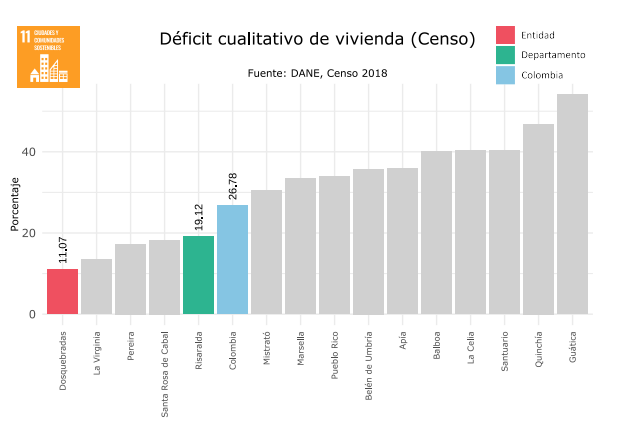 11 CIUDADES Y
COMUNIDADES
SOSTENIBLES
Déficit cualitativo de vivienda (Censo)
Fuente: DANE, Censo 2018
Entidad
Departamento
Colombia
Porcentaje
40
20
0
11.07
19.12
26.78
Dosquebradas
La Virginia
Pereira
Santa Rosa de Cabal
Risaralda
Colombia
Mistrató
Marsella
Pueblo Rico
Belén de Umbría
Apía
Balboa
La Celia
Santuario
Quinchía
Guática